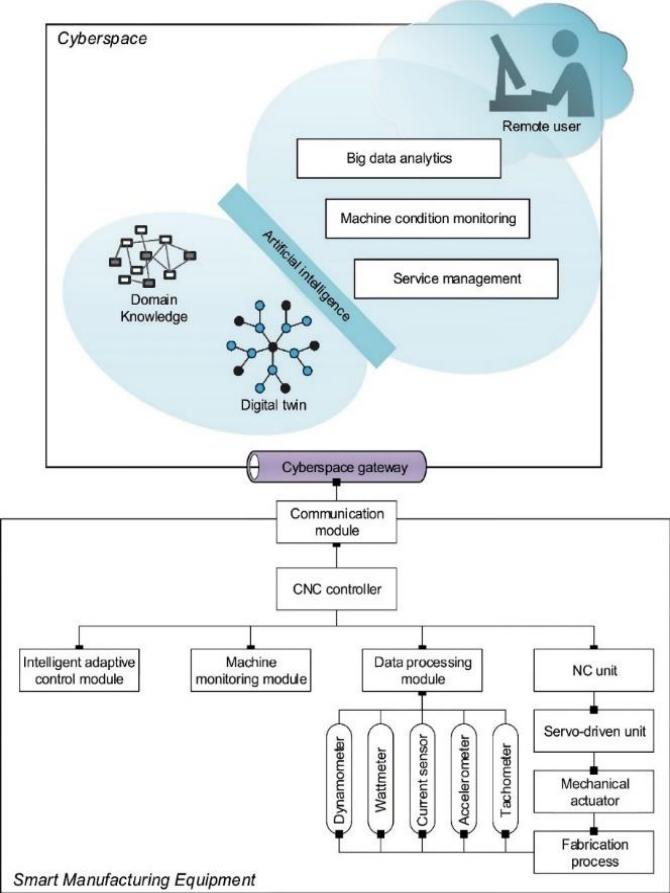 Cyberspace
Remote user
Big data analytics
Machine condition monitoring
Service management
Artificial intelligence
Domain
Knowledge
Digital twin
Cyberspace gateway
Communication
module
CNC controller
Intelligent adaptive
control module
Machine
monitoring module
Data processing
module
NC unit
Servo-driven unit
Mechanical
actuator
Fabrication
process
Dynamometer
Wattmeter
Current sensor
Accelerometer
Tachometer
Smart Manufacturing Equipment